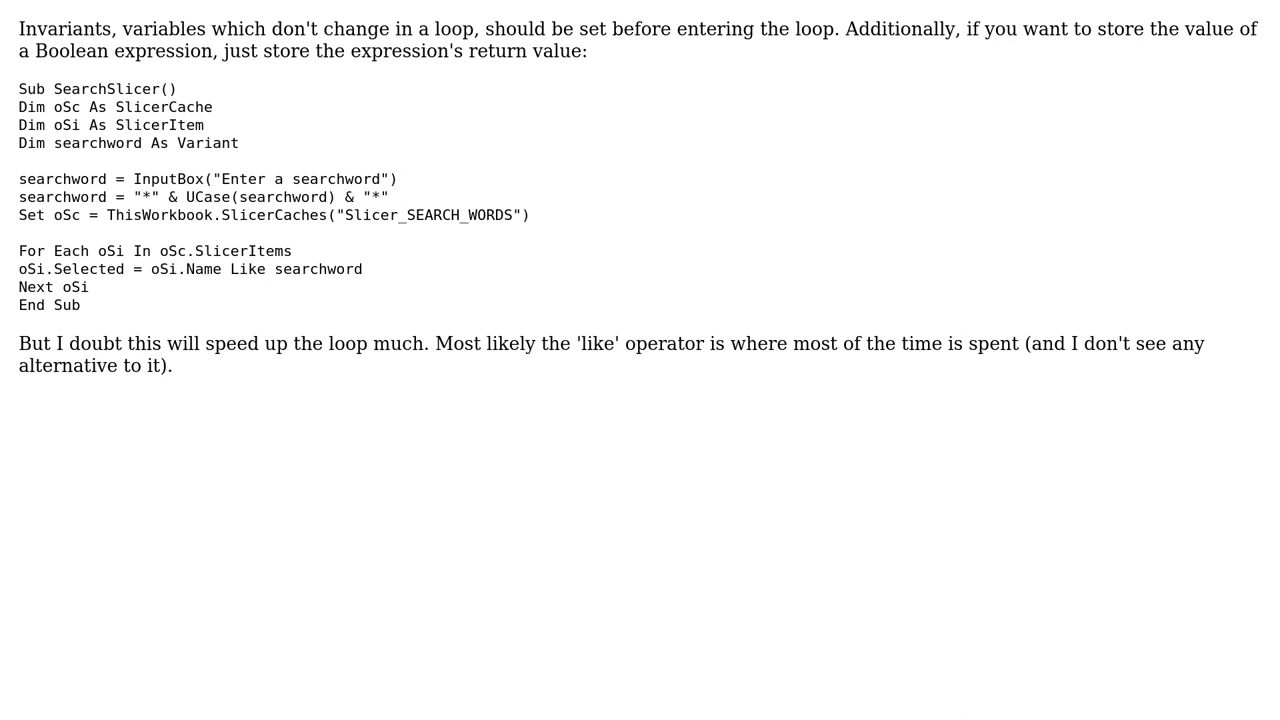 Invariants, variables which don't change in a loop, should be set before entering the loop. Additionally, if you want to store the value of
a Boolean expression, just store the expression's return value:
Sub SearchSlicer()
Dim oSc As SlicerCache
Dim oSi As SlicerItem
Dim searchword As Variant
searchword = InputBox("Enter a searchword")
searchword = "*" & UCase(searchword) & "*"
Set oSc = ThisWorkbook.SlicerCaches("Slicer_SEARCH_WORDS")
For Each oSi In oSc.SlicerItems
oSi.Selected = oSi.Name Like searchword
Next oSi
End Sub
But I doubt this will speed up the loop much. Most likely the 'like' operator is where most of the time is spent (and I don't see any
alternative to it).